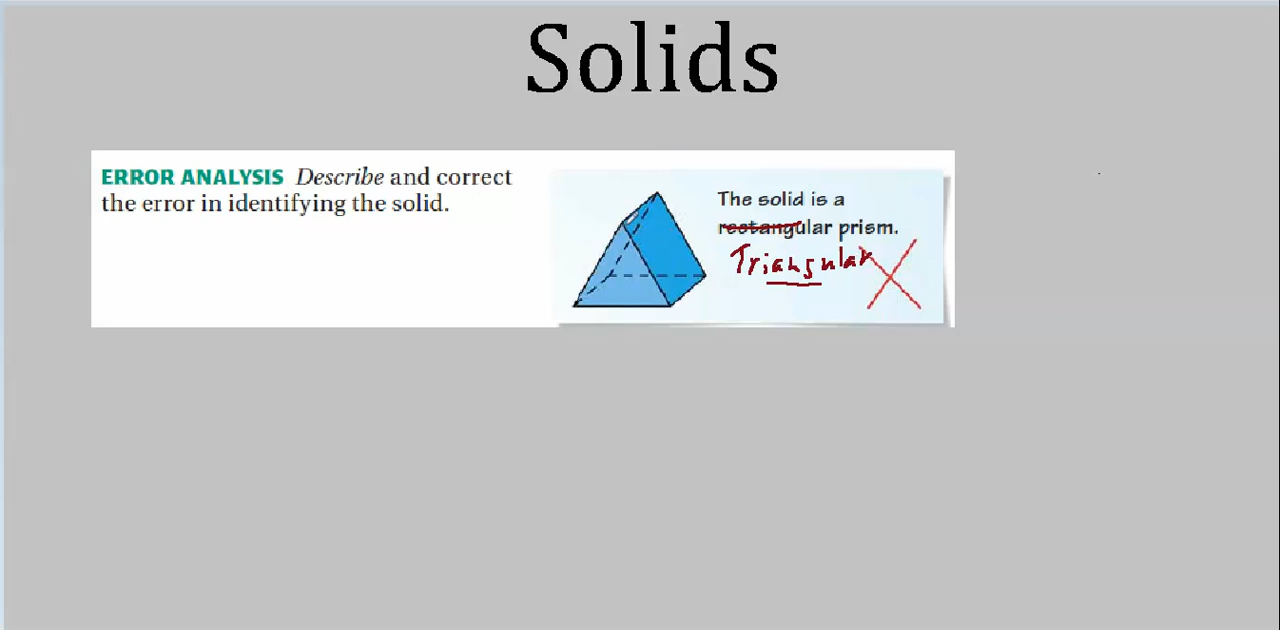 Solids
ERROR ANALYSIS Describe and correct
the error in identifying the solid.
The solid is a
rectangular prism.
Triangular